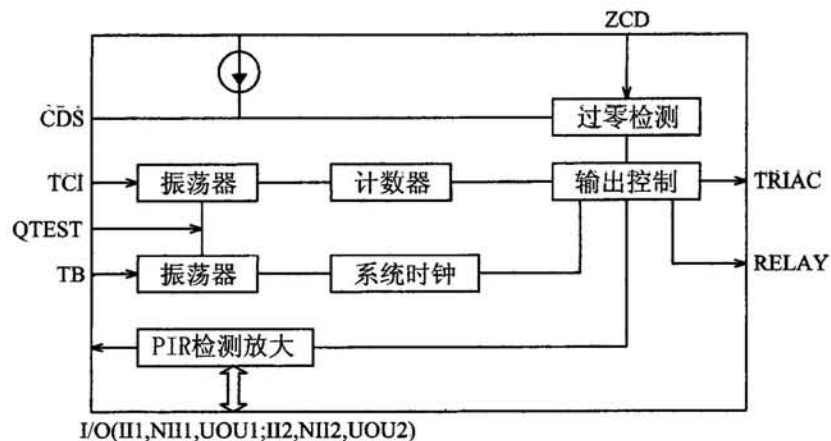 ZCD
CDS
过零检测
TCI
振荡器
计数器
输出控制
TRIAC
QTEST
TB
振荡器
系统时钟
RELAY
PIR检测放大
I/O(II1,NII1,UOU1;II2,NII2,UOU2)